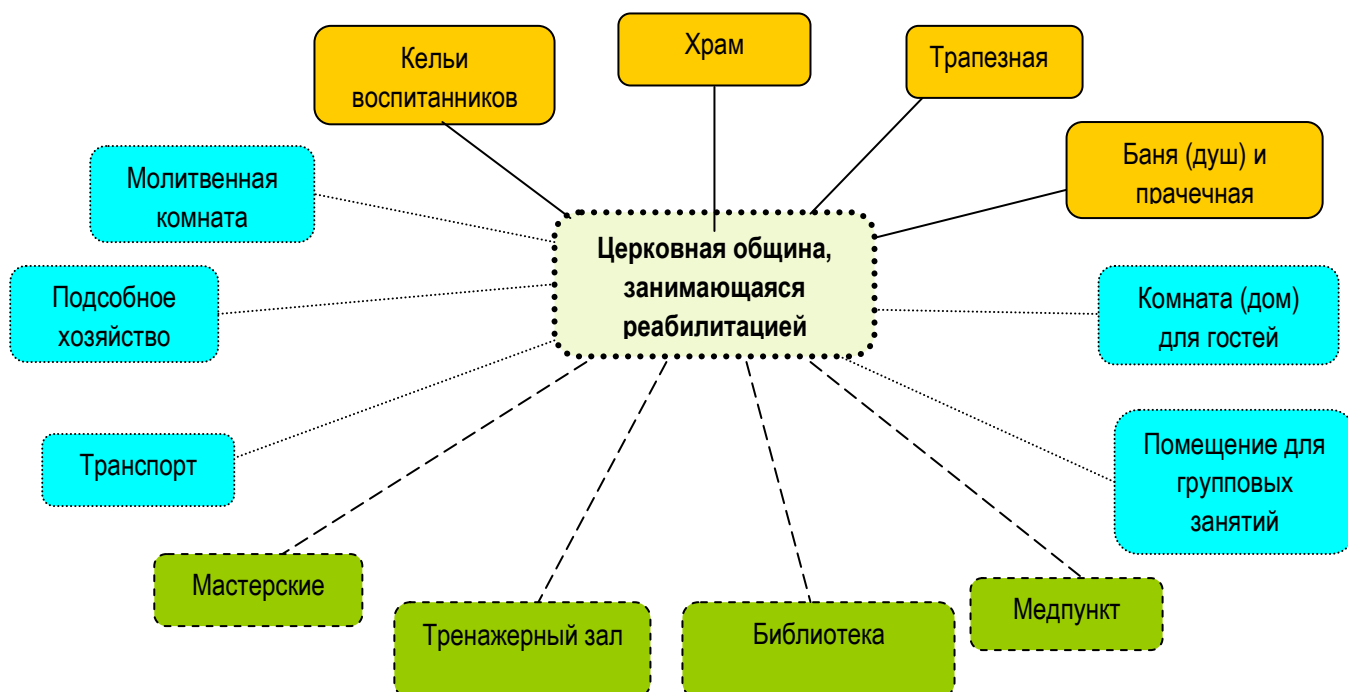 Храм
Кельи
воспитанников
Трапезная
Баня (душ) и
прачечная
Молитвенная
комната
Церковная община,
занимающаяся
реабилитацией
Подсобное
хозяйство
Комната (дом)
для гостей
Транспорт
Помещение для
групповых
занятий
Мастерские
Тренажерный зал
Библиотека
Медпункт